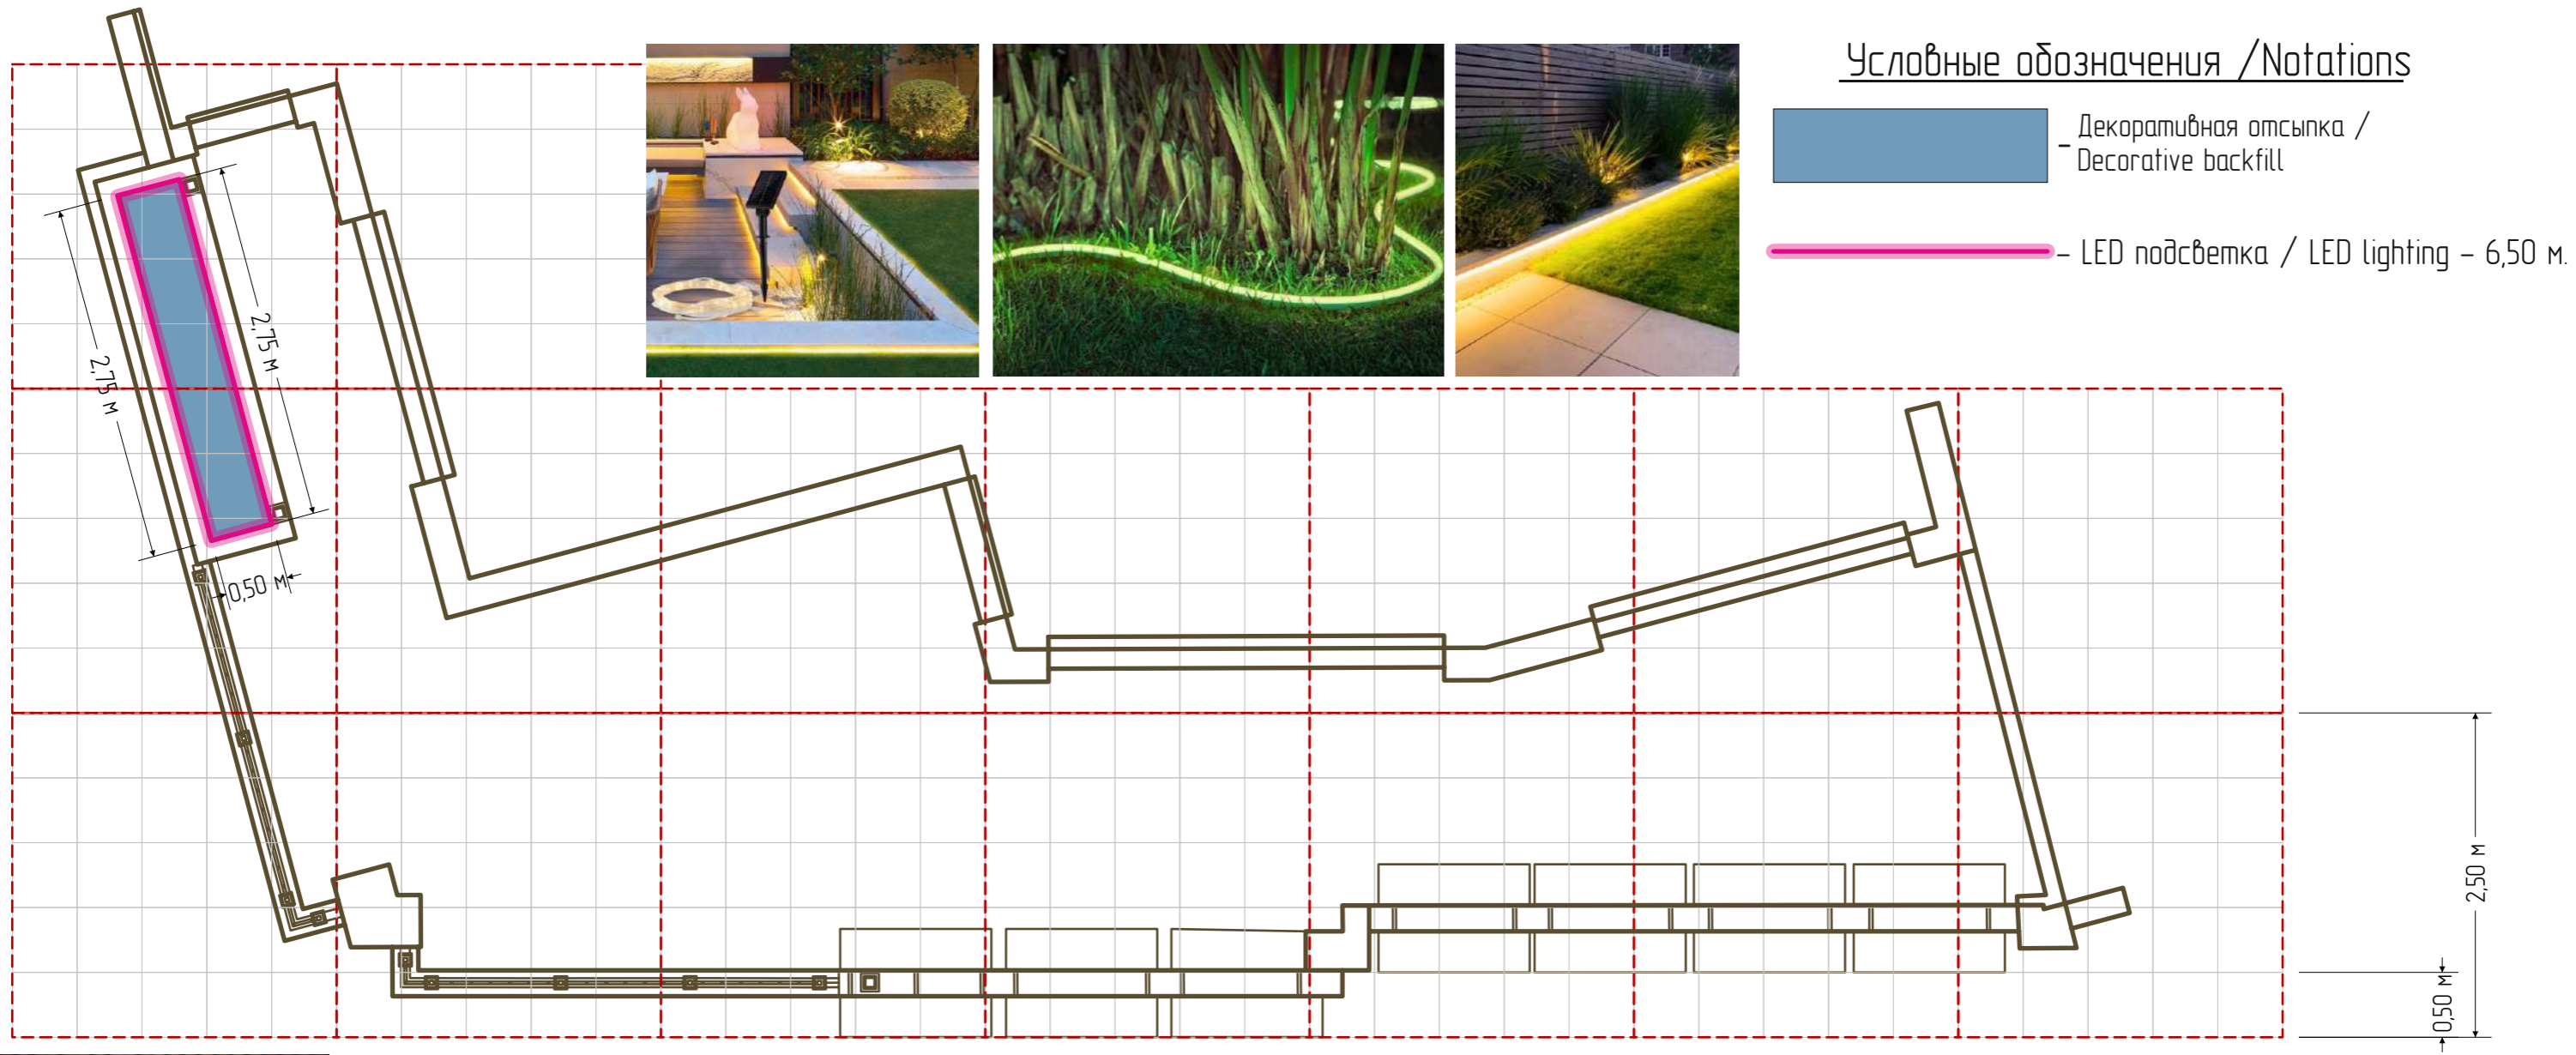 Условные обозначения /Notations
- Декоративная отсыпка /
Decorative backfill
- LED подсветка / LED lighting - 6,50 м.
2,75 м
2,75 м
0,50 м
2,50 м
0,50 м